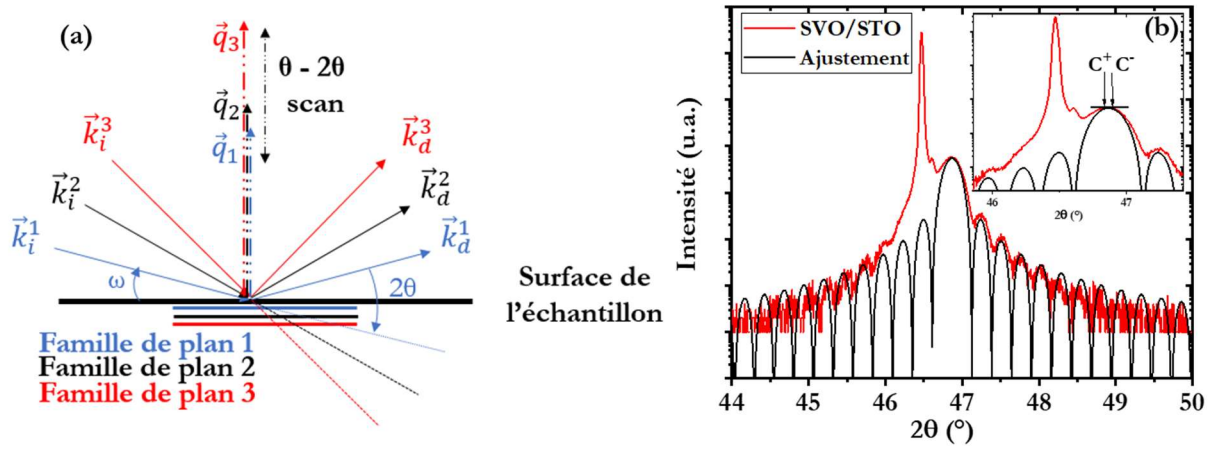 (a)
q⃗₃
θ - 2θ
scan
q⃗₂
q⃗₁
k⃗ᵢ³
k⃗d³
k⃗ᵢ²
k⃗d²
k⃗ᵢ¹
k⃗d¹
ω
2θ
Surface de
l'échantillon
Famille de plan 1
Famille de plan 2
Famille de plan 3
(b)
SVO/STO
Ajustement
C⁺ C⁻
46 47
2θ (°)
Intensité (u.a.)
44 45 46 47 48 49 50
2θ (°)